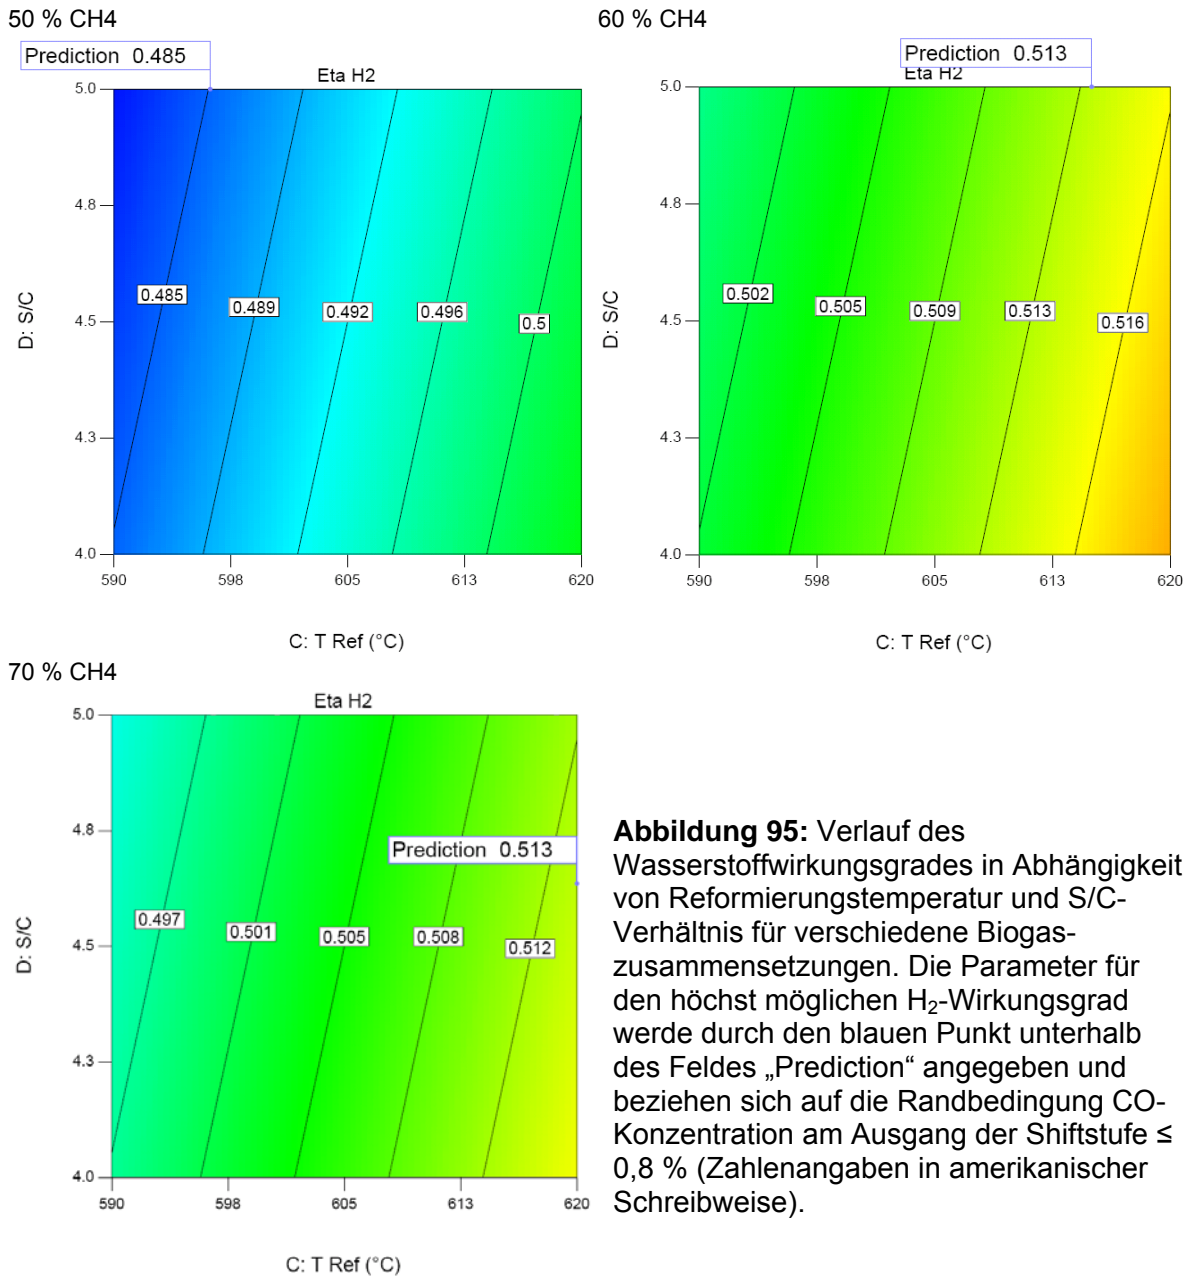 50 % CH4
Prediction 0.485
Eta H2
5.0
4.8
4.5
4.3
4.0
D: S/C
0.485
0.489
0.492
0.496
0.5
590
598
605
613
620
C: T Ref (°C)
60 % CH4
Prediction 0.513
Eta H2
5.0
4.8
4.5
4.3
4.0
D: S/C
0.502
0.505
0.509
0.513
0.516
590
598
605
613
620
C: T Ref (°C)
70 % CH4
Eta H2
5.0
4.8
4.5
4.3
4.0
D: S/C
Prediction 0.513
0.497
0.501
0.505
0.508
0.512
590
598
605
613
620
C: T Ref (°C)
Abbildung 95: Verlauf des
Wasserstoffwirkungsgrades in Abhängigkeit
von Reformierungstemperatur und S/C-
Verhältnis für verschiedene Biogas-
zusammensetzungen. Die Parameter für
den höchst möglichen H₂-Wirkungsgrad
werde durch den blauen Punkt unterhalb
des Feldes „Prediction“ angegeben und
beziehen sich auf die Randbedingung CO-
Konzentration am Ausgang der Shiftstufe ≤
0,8 % (Zahlenangaben in amerikanischer
Schreibweise).